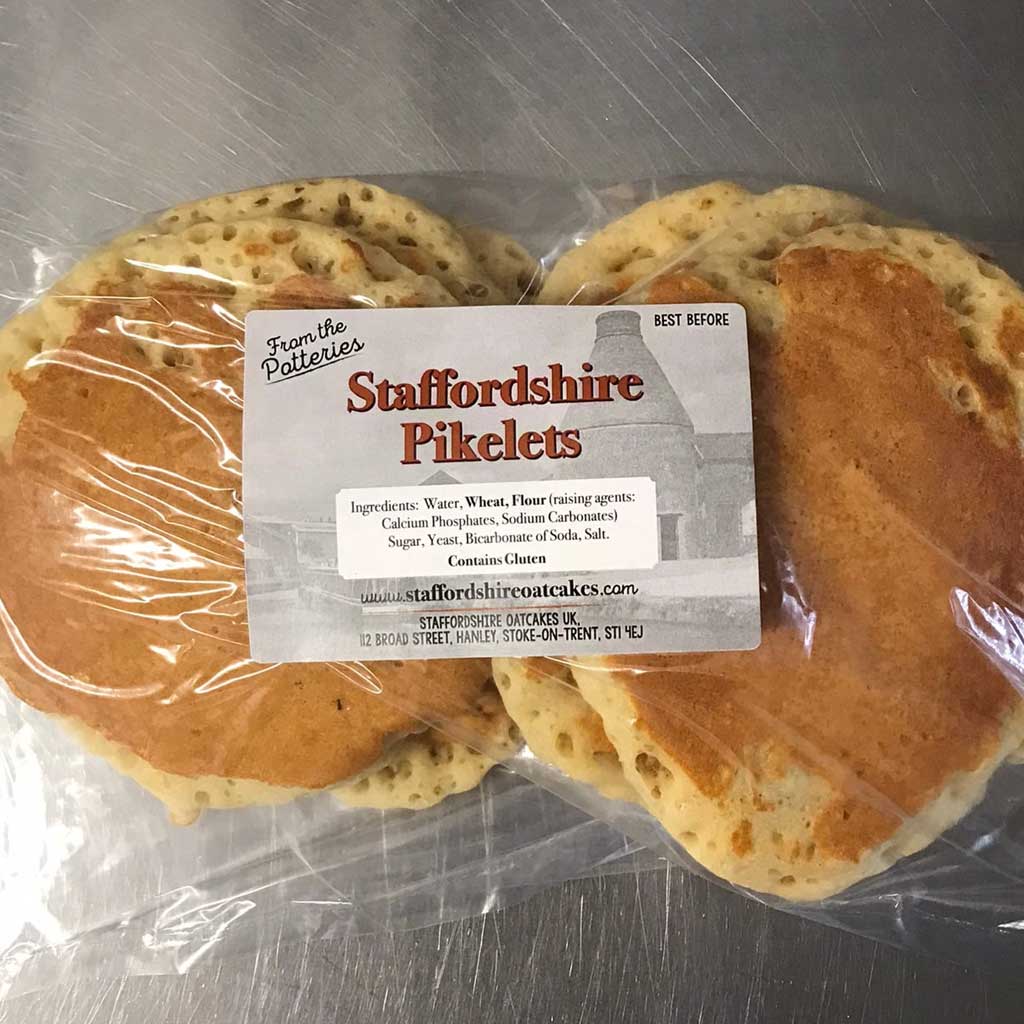 From the
Potteries
BEST BEFORE
Staffordshire
Pikelets
Ingredients: Water, Wheat, Flour (raising agents:
Calcium Phosphates, Sodium Carbonates)
Sugar, Yeast, Bicarbonate of Soda, Salt.
Contains Gluten
www.staffordshireoatcakes.com
STAFFORDSHIRE OATCAKES UK,
112 BROAD STREET, HANLEY, STOKE-ON-TRENT, ST1 4EJ